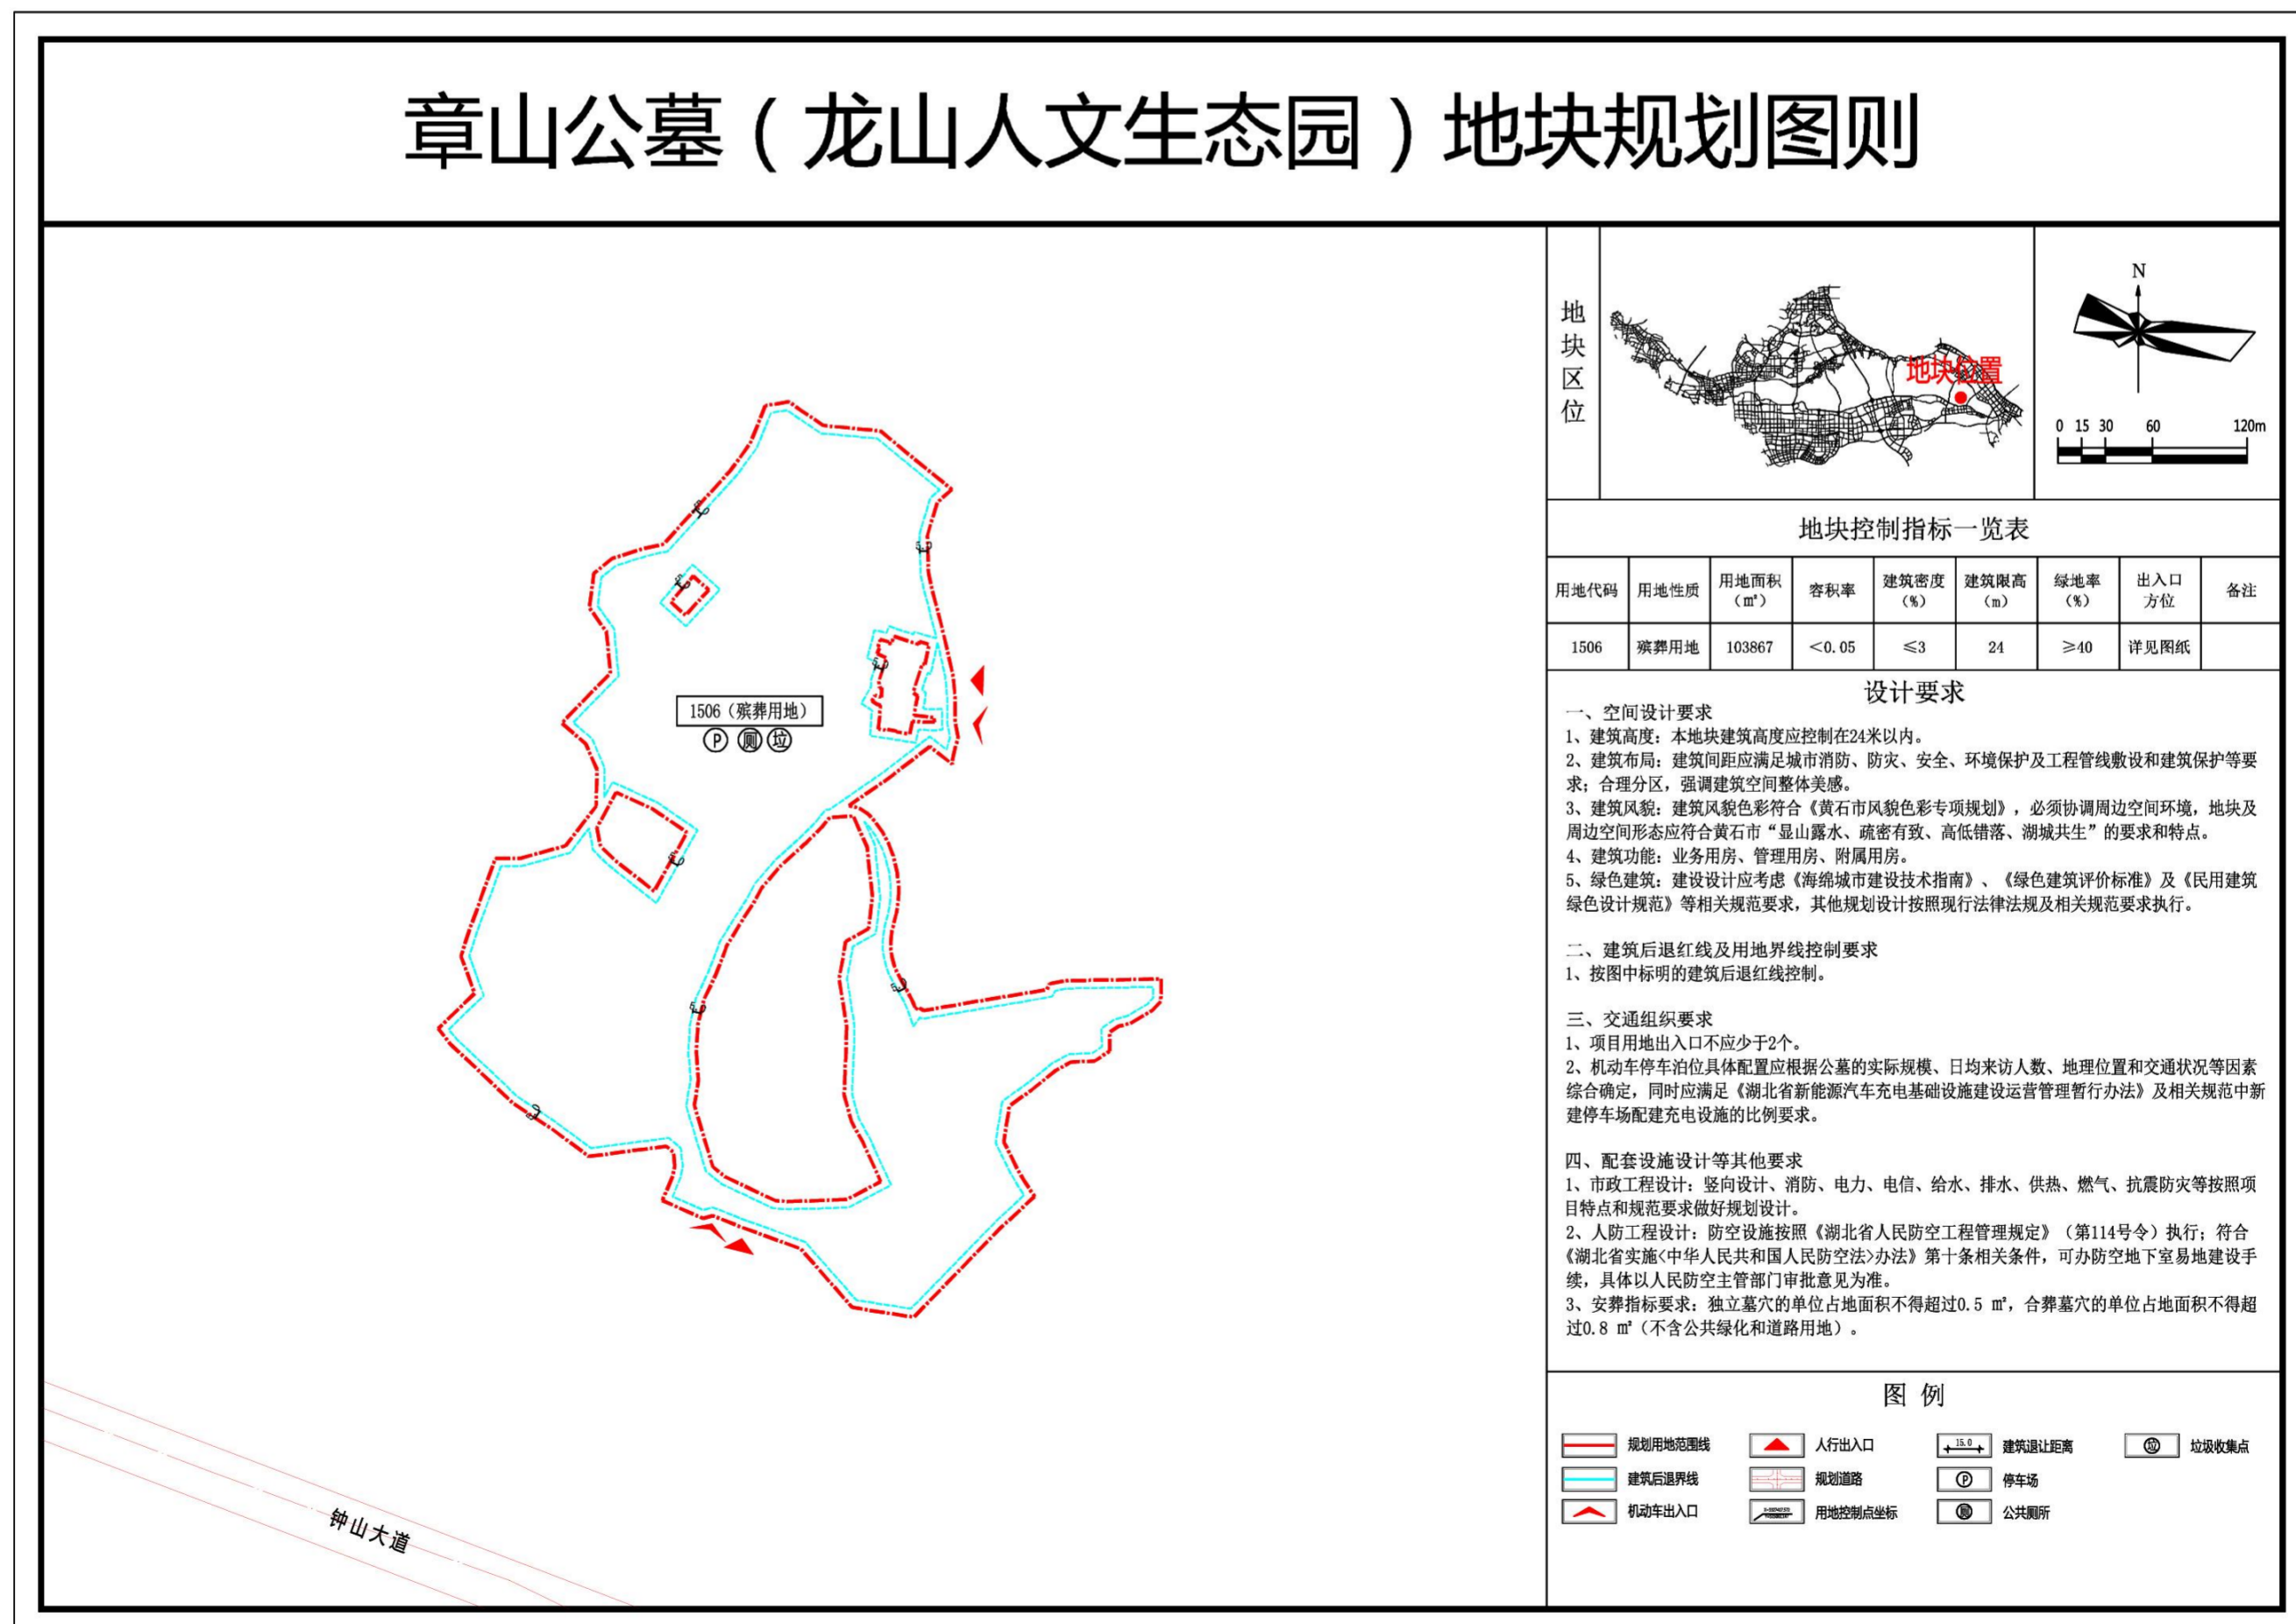 章山公墓（龙山人文生态园）地块规划图则
1506（殡葬用地）
P 厕 垃
5.0
5.0
5.0
5.0
5.0
5.0
5.0
钟山大道
地块区位
地块位置
N
0 15 30 60 120m
地块控制指标一览表
用地代码 用地性质 用地面积（㎡） 容积率 建筑密度（%） 建筑限高（m） 绿地率（%） 出入口方位 备注
1506 殡葬用地 103867 <0.05 ≤3 24 ≥40 详见图纸
设计要求
一、空间设计要求
1、建筑高度：本地块建筑高度应控制在24米以内。
2、建筑布局：建筑间距应满足城市消防、防灾、安全、环境保护及工程管线敷设和建筑保护等要
求；合理分区，强调建筑空间整体美感。
3、建筑风貌：建筑风貌色彩符合《黄石市风貌色彩专项规划》，必须协调周边空间环境，地块及
周边空间形态应符合黄石市“显山露水、疏密有致、高低错落、湖城共生”的要求和特点。
4、建筑功能：业务用房、管理用房、附属用房。
5、绿色建筑：建设设计应考虑《海绵城市建设技术指南》、《绿色建筑评价标准》及《民用建筑
绿色设计规范》等相关规范要求，其他规划设计按照现行法律法规及相关规范要求执行。
二、建筑后退红线及用地界线控制要求
1、按图中标明的建筑后退红线控制。
三、交通组织要求
1、项目用地出入口不应少于2个。
2、机动车停车泊位具体配置应根据公墓的实际规模、日均来访人数、地理位置和交通状况等因素
综合确定，同时应满足《湖北省新能源汽车充电基础设施建设运营管理暂行办法》及相关规范中新
建停车场配建充电设施的比例要求。
四、配套设施设计等其他要求
1、市政工程设计：竖向设计、消防、电力、电信、给水、排水、供热、燃气、抗震防灾等按照项
目特点和规范要求做好规划设计。
2、人防工程设计：防空设施按照《湖北省人民防空工程管理规定》（第114号令）执行；符合
《湖北省实施<中华人民共和国人民防空法>办法》第十条相关条件，可办防空地下室易地建设手
续，具体以人民防空主管部门审批意见为准。
3、安葬指标要求：独立墓穴的单位占地面积不得超过0.5 ㎡，合葬墓穴的单位占地面积不得超
过0.8 ㎡（不含公共绿化和道路用地）。
图 例
规划用地范围线 人行出入口 15.0 建筑退让距离 垃 垃圾收集点
建筑后退界线 规划道路 P 停车场
机动车出入口 用地控制点坐标 厕 公共厕所